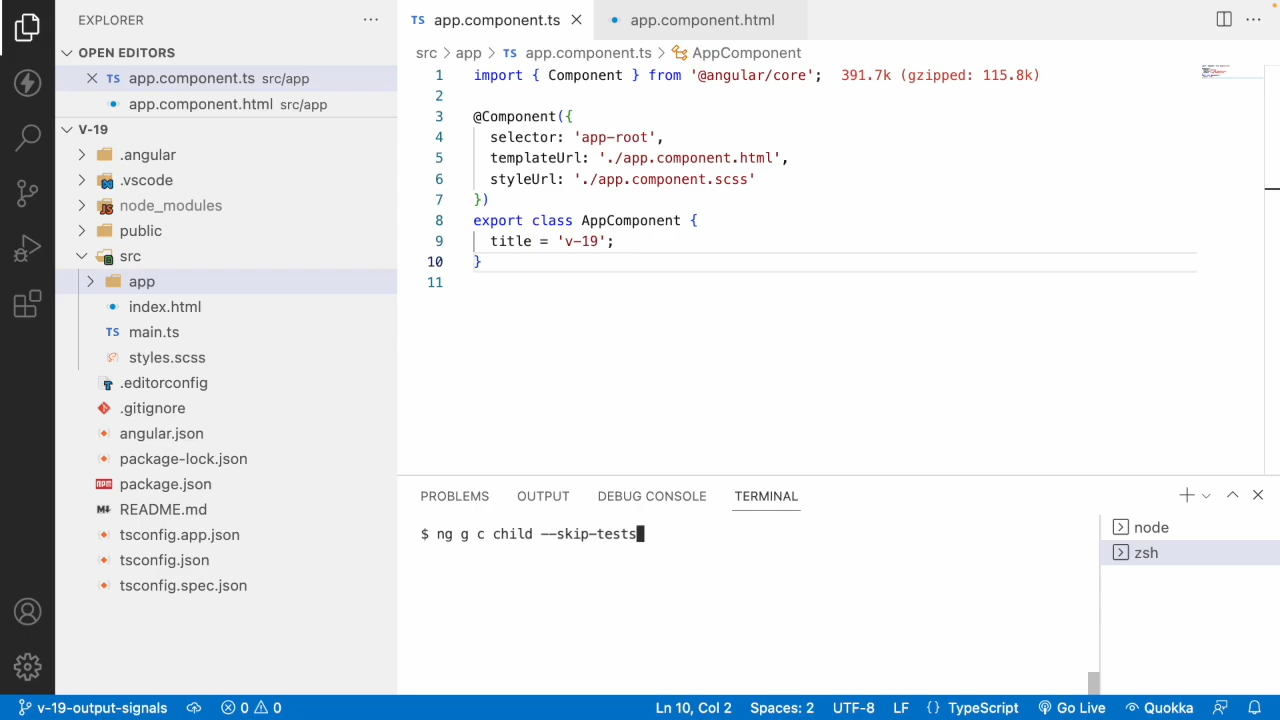 EXPLORER
OPEN EDITORS
TS app.component.ts src/app
app.component.html src/app
V-19
.angular
.vscode
node_modules
public
src
app
index.html
TS main.ts
styles.scss
.editorconfig
.gitignore
angular.json
package-lock.json
package.json
README.md
tsconfig.app.json
tsconfig.json
tsconfig.spec.json
TS app.component.ts
app.component.html
src > app > TS app.component.ts > AppComponent
1 import { Component } from '@angular/core'; 391.7k (gzipped: 115.8k)
2
3 @Component({
4 selector: 'app-root',
5 templateUrl: './app.component.html',
6 styleUrl: './app.component.scss'
7 })
8 export class AppComponent {
9 title = 'v-19';
10 }
11
PROBLEMS OUTPUT DEBUG CONSOLE TERMINAL
$ ng g c child --skip-tests
node
zsh
v-19-output-signals 0 0 Ln 10, Col 2 Spaces: 2 UTF-8 LF {} TypeScript Go Live Quokka